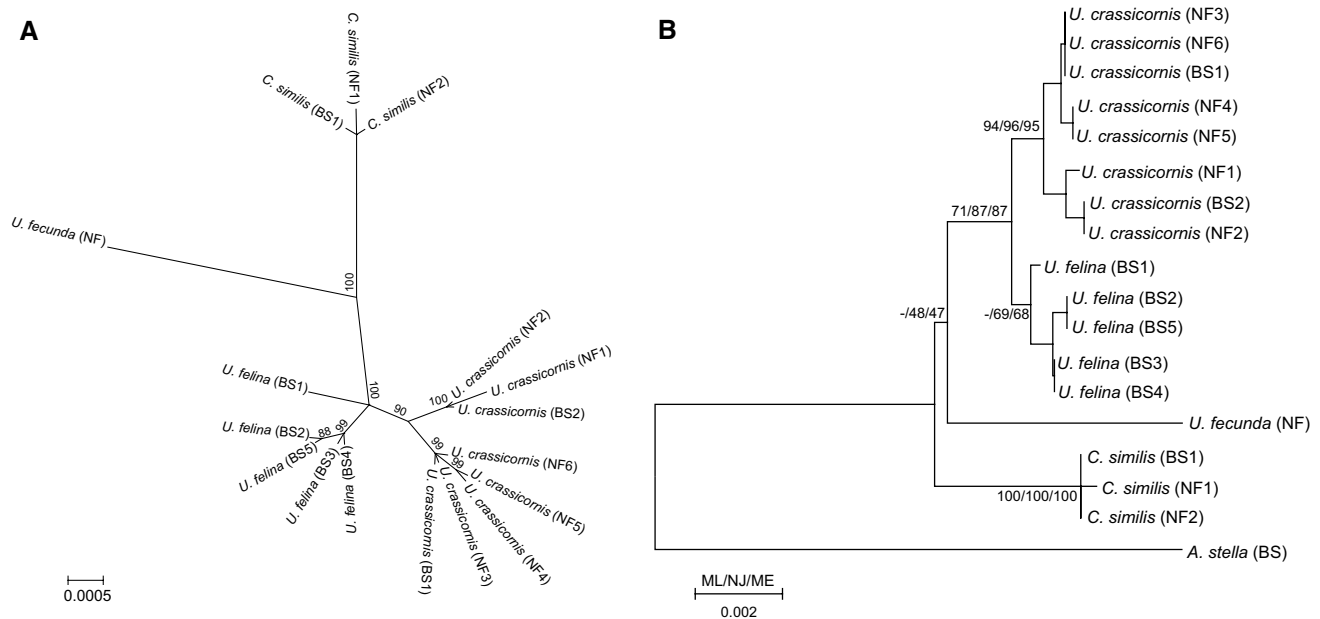 A
C. similis (NF1)
C. similis (BS1)
C. similis (NF2)
U. fecunda (NF)
100
100
U. felina (BS1)
U. felina (BS2)
88
99
U. felina (BS5)
U. felina (BS3)
U. felina (BS4)
90
100
U. crassicornis (NF2)
U. crassicornis (NF1)
U. crassicornis (BS2)
99
U. crassicornis (NF6)
99
U. crassicornis (NF5)
U. crassicornis (NF4)
U. crassicornis (NF3)
U. crassicornis (BS1)
0.0005
B
U. crassicornis (NF3)
U. crassicornis (NF6)
U. crassicornis (BS1)
U. crassicornis (NF4)
94/96/95
U. crassicornis (NF5)
U. crassicornis (NF1)
U. crassicornis (BS2)
71/87/87
U. crassicornis (NF2)
U. felina (BS1)
U. felina (BS2)
-/48/47
-/69/68
U. felina (BS5)
U. felina (BS3)
U. felina (BS4)
U. fecunda (NF)
C. similis (BS1)
C. similis (NF1)
100/100/100
C. similis (NF2)
A. stella (BS)
ML/NJ/ME
0.002